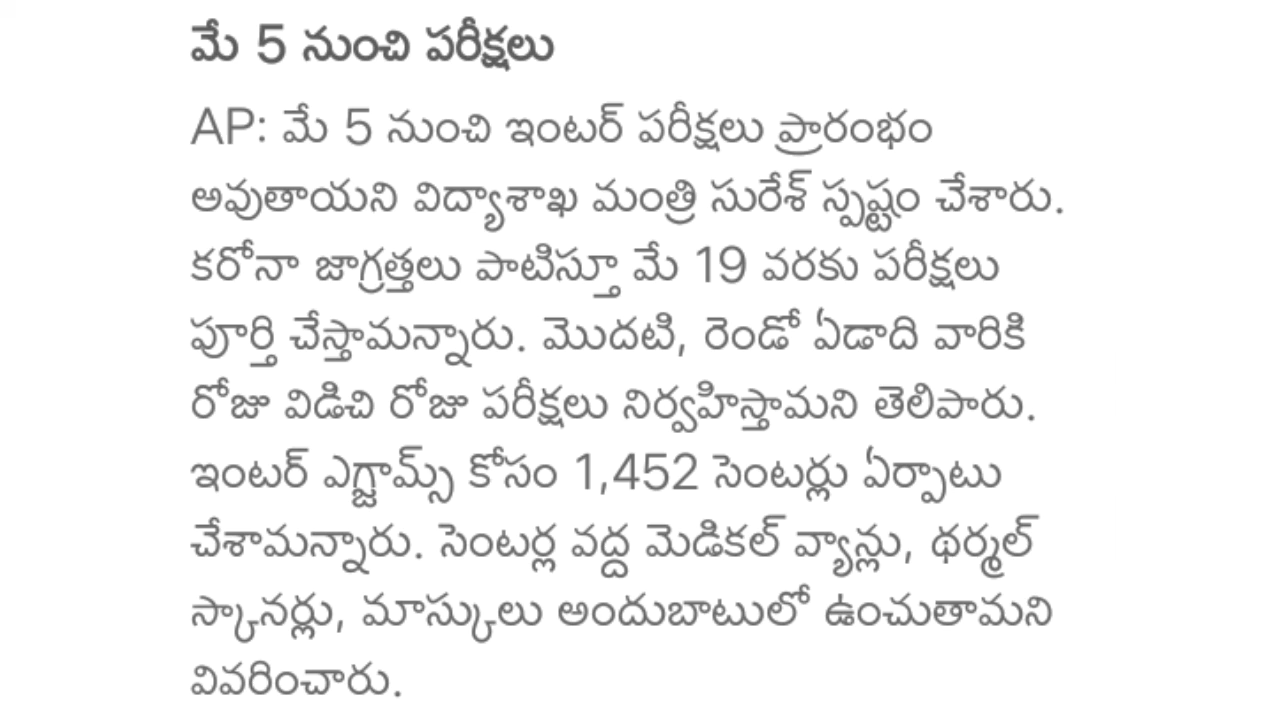 మే 5 నుంచి పరీక్షలు
AP: మే 5 నుంచి ఇంటర్ పరీక్షలు ప్రారంభం
అవుతాయని విద్యాశాఖ మంత్రి సురేశ్ స్పష్టం చేశారు.
కరోనా జాగ్రత్తలు పాటిస్తూ మే 19 వరకు పరీక్షలు
పూర్తి చేస్తామన్నారు. మొదటి, రెండో ఏడాది వారికి
రోజు విడిచి రోజు పరీక్షలు నిర్వహిస్తామని తెలిపారు.
ఇంటర్ ఎగ్జామ్స్ కోసం 1,452 సెంటర్లు ఏర్పాటు
చేశామన్నారు. సెంటర్ల వద్ద మెడికల్ వ్యాన్లు, థర్మల్
స్కానర్లు, మాస్కులు అందుబాటులో ఉంచుతామని
వివరించారు.